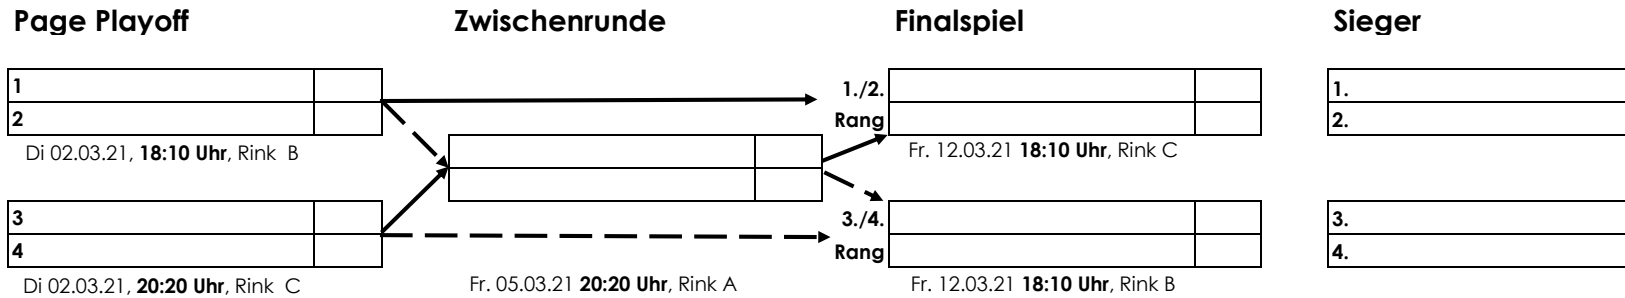 Page Playoff
Zwischenrunde
Finalspiel
Sieger
1
2
Di 02.03.21, 18:10 Uhr, Rink B
3
4
Di 02.03.21, 20:20 Uhr, Rink C
Fr. 05.03.21 20:20 Uhr, Rink A
1./2.
Rang
Fr. 12.03.21 18:10 Uhr, Rink C
3./4.
Rang
Fr. 12.03.21 18:10 Uhr, Rink B
1.
2.
3.
4.